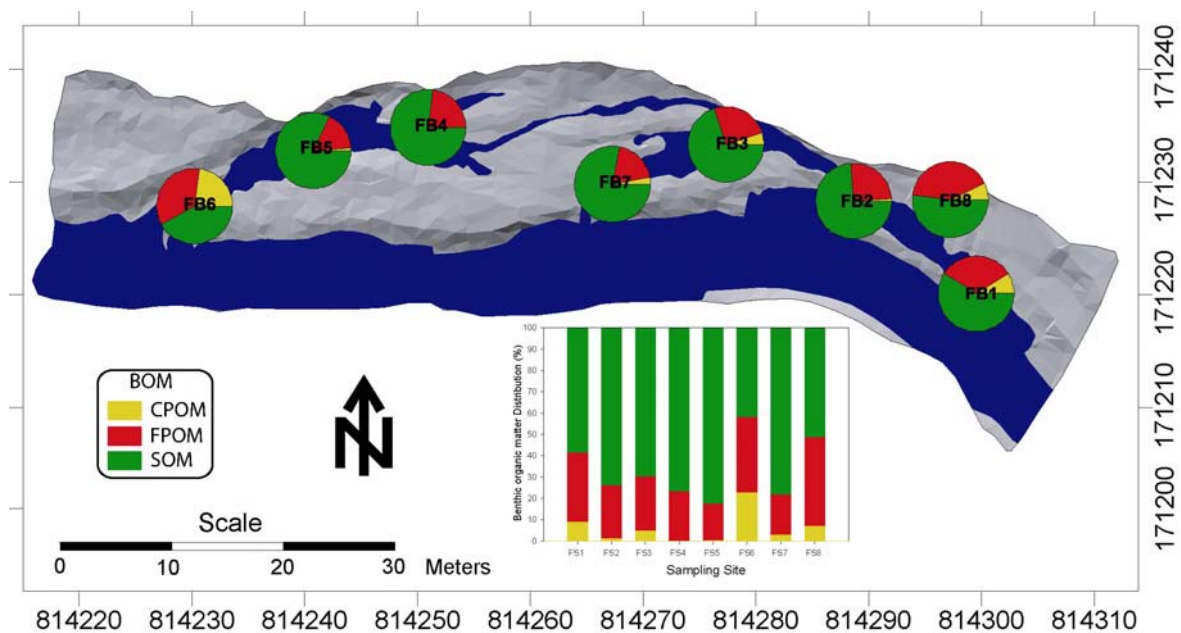 FB4
FB5
FB3
FB7
FB6
FB2
FB8
FB1
171240
171230
171220
171210
171200
BOM
CPOM
FPOM
SOM
N
Scale
0 10 20 30 Meters
Benthic organic matter Distribution (%)
100
90
80
70
60
50
40
30
20
10
0
FS1 FS2 FS3 FS4 FS5 FS6 FS7 FS8
Sampling Site
814220 814230 814240 814250 814260 814270 814280 814290 814300 814310